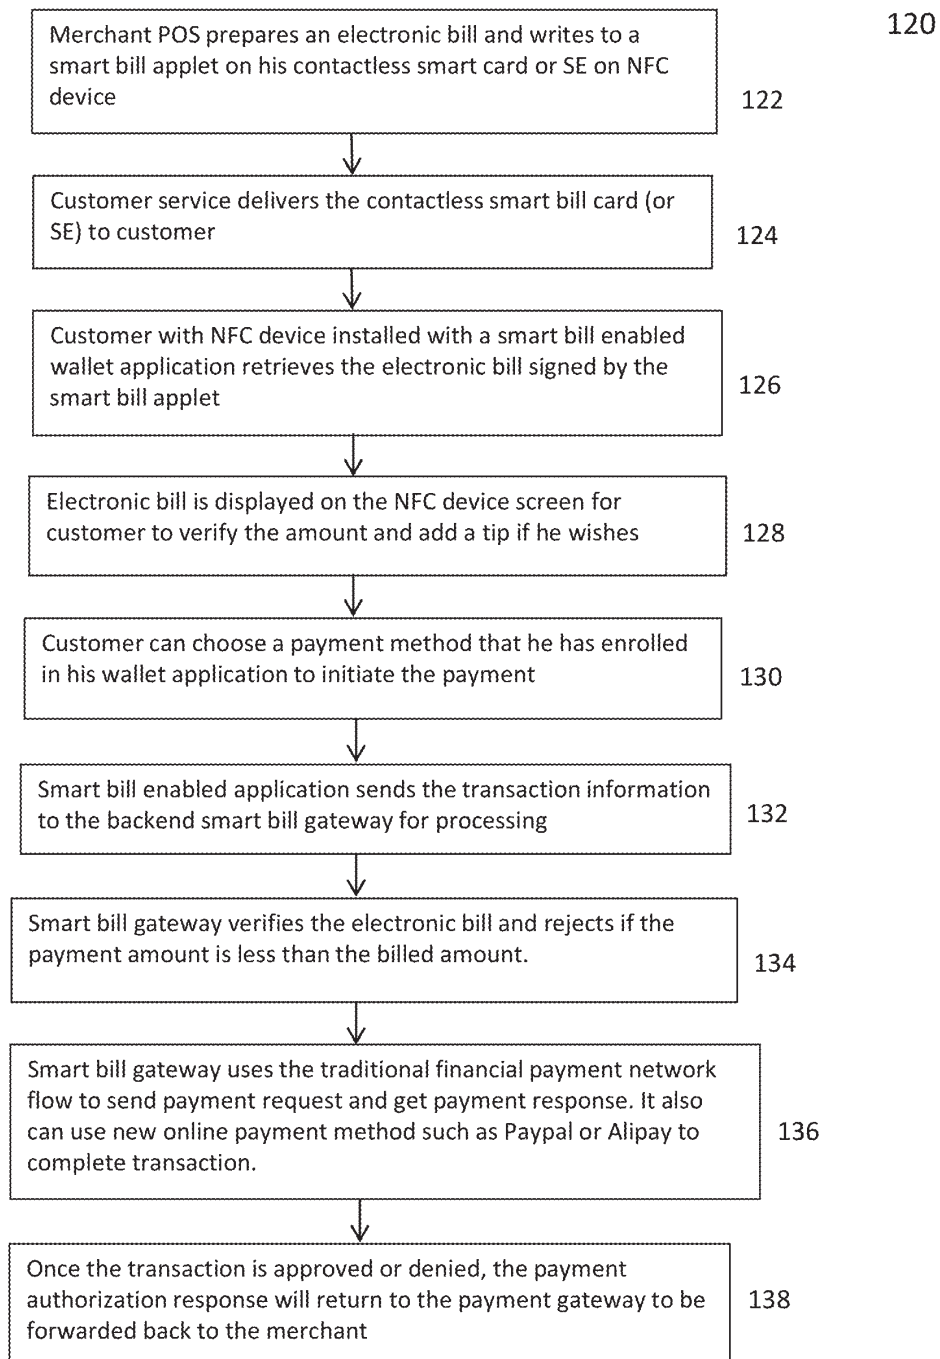 120
Merchant POS prepares an electronic bill and writes to a
smart bill applet on his contactless smart card or SE on NFC
device
122
Customer service delivers the contactless smart bill card (or
SE) to customer
124
Customer with NFC device installed with a smart bill enabled
wallet application retrieves the electronic bill signed by the
smart bill applet
126
Electronic bill is displayed on the NFC device screen for
customer to verify the amount and add a tip if he wishes
128
Customer can choose a payment method that he has enrolled
in his wallet application to initiate the payment
130
Smart bill enabled application sends the transaction information
to the backend smart bill gateway for processing
132
Smart bill gateway verifies the electronic bill and rejects if the
payment amount is less than the billed amount.
134
Smart bill gateway uses the traditional financial payment network
flow to send payment request and get payment response. It also
can use new online payment method such as Paypal or Alipay to
complete transaction.
136
Once the transaction is approved or denied, the payment
authorization response will return to the payment gateway to be
forwarded back to the merchant
138